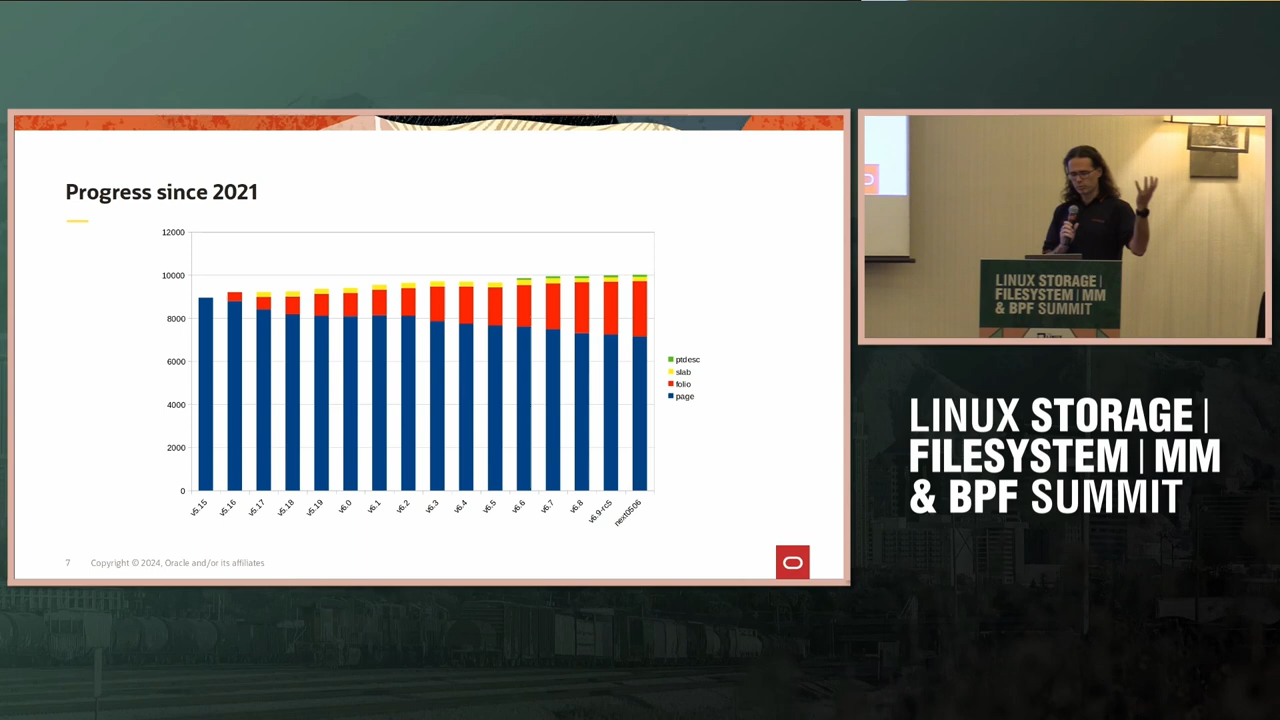 Progress since 2021
12000
10000
8000
6000
4000
2000
0
v5.15
v5.16
v5.17
v5.18
v5.19
v6.0
v6.1
v6.2
v6.3
v6.4
v6.5
v6.6
v6.7
v6.8
v6.9-rc5
next0506
ptdesc
slab
folio
page
7 Copyright © 2024, Oracle and/or its affiliates
LINUX STORAGE |
FILESYSTEM | MM
& BPF SUMMIT
LINUX STORAGE |
FILESYSTEM | MM
& BPF SUMMIT